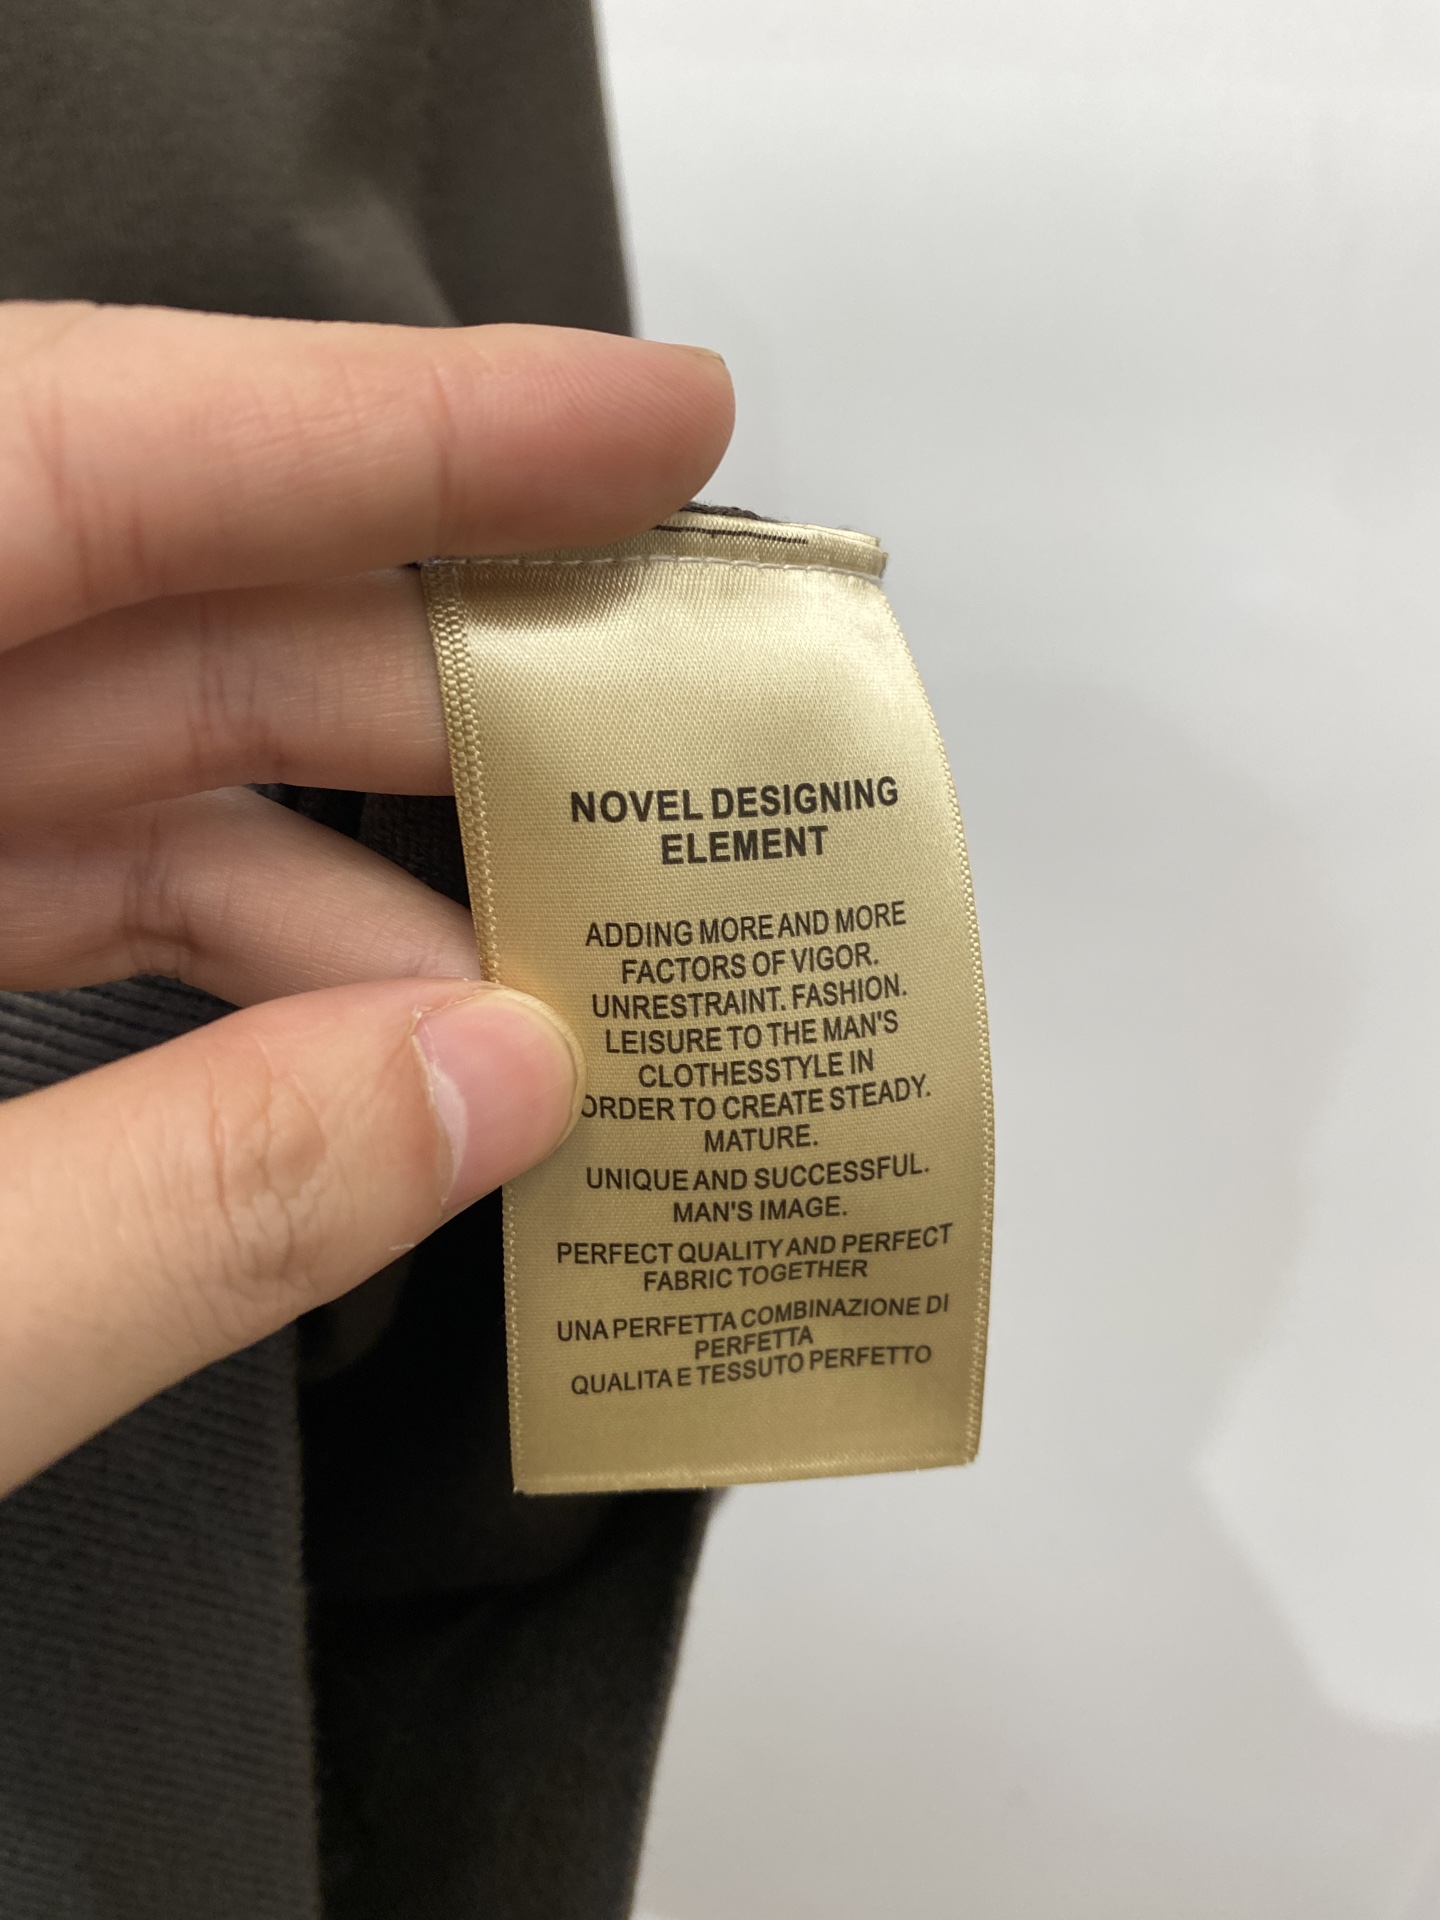 NOVEL DESIGNING
ELEMENT
ADDING MORE AND MORE
FACTORS OF VIGOR.
UNRESTRAINT. FASHION.
LEISURE TO THE MAN'S
CLOTHESSTYLE IN
ORDER TO CREATE STEADY.
MATURE.
UNIQUE AND SUCCESSFUL.
MAN'S IMAGE.
PERFECT QUALITY AND PERFECT
FABRIC TOGETHER
UNA PERFETTA COMBINAZIONE DI
PERFETTA
QUALITA E TESSUTO PERFETTO